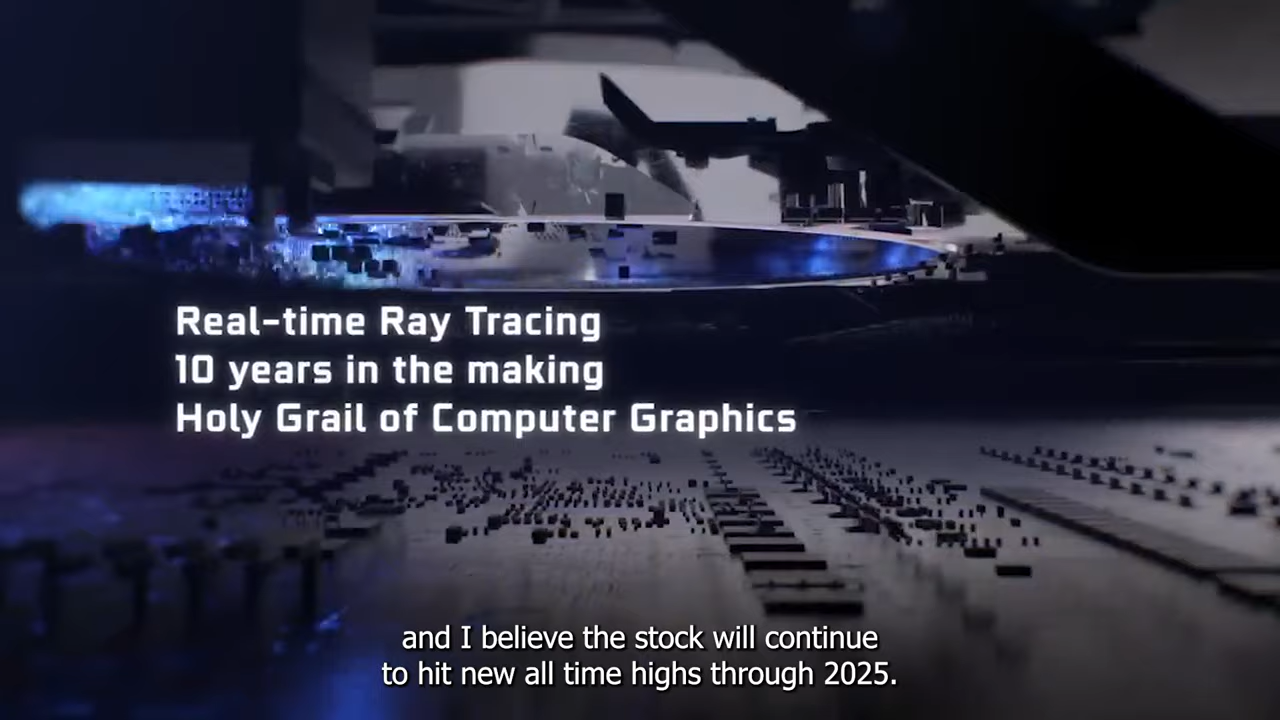 Real-time Ray Tracing
10 years in the making
Holy Grail of Computer Graphics
and I believe the stock will continue
to hit new all time highs through 2025.